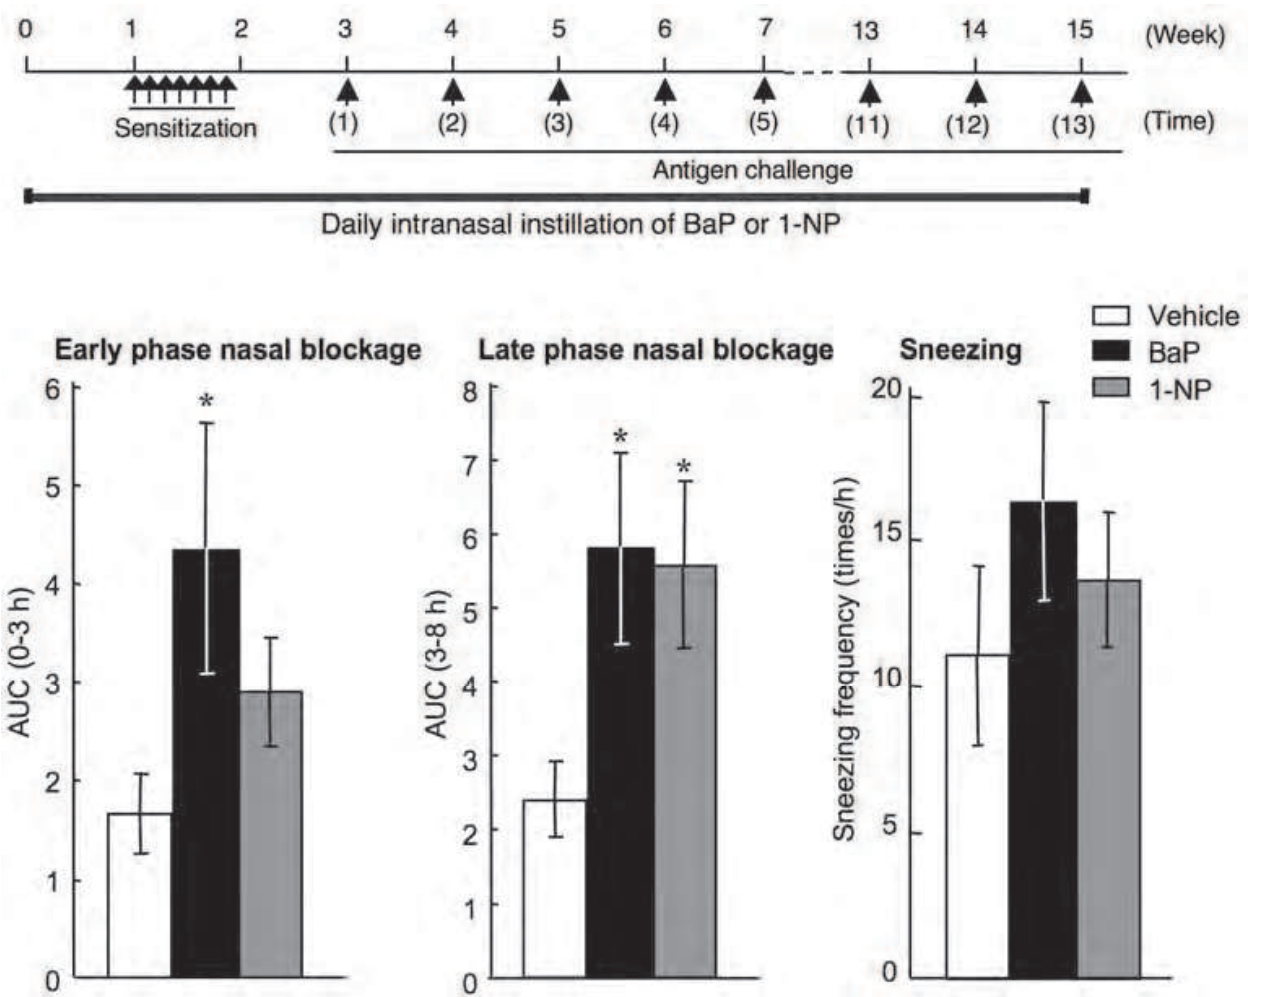 0 1 2 3 4 5 6 7 13 14 15 (Week)
Sensitization (1) (2) (3) (4) (5) (11) (12) (13) (Time)
Antigen challenge
Daily intranasal instillation of BaP or 1-NP
Vehicle
BaP
1-NP
Early phase nasal blockage
AUC (0-3 h)
6
5
4
3
2
1
0
*
Late phase nasal blockage
AUC (3-8 h)
8
7
6
5
4
3
2
1
0
*
*
Sneezing
Sneezing frequency (times/h)
20
15
10
5
0